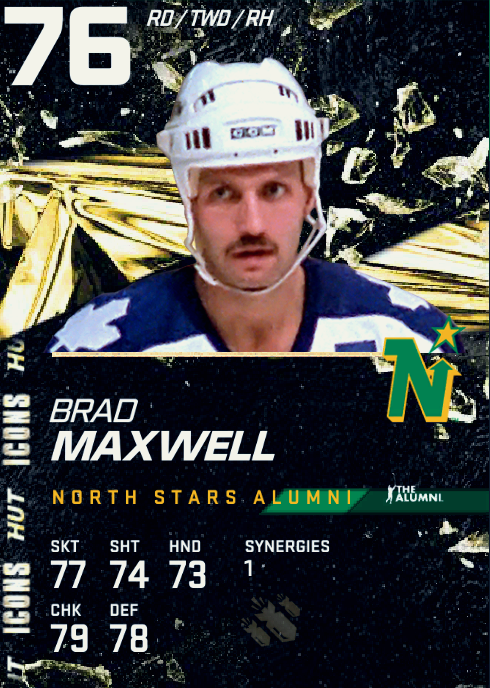 76
RD / TWD / RH
CCM
N
BRAD
MAXWELL
NORTH STARS ALUMNI
THE
ALUMNI
SKT SHT HND SYNERGIES
77 74 73 1
CHK DEF
79 78
HUT
ICONS
HUT
ICONS